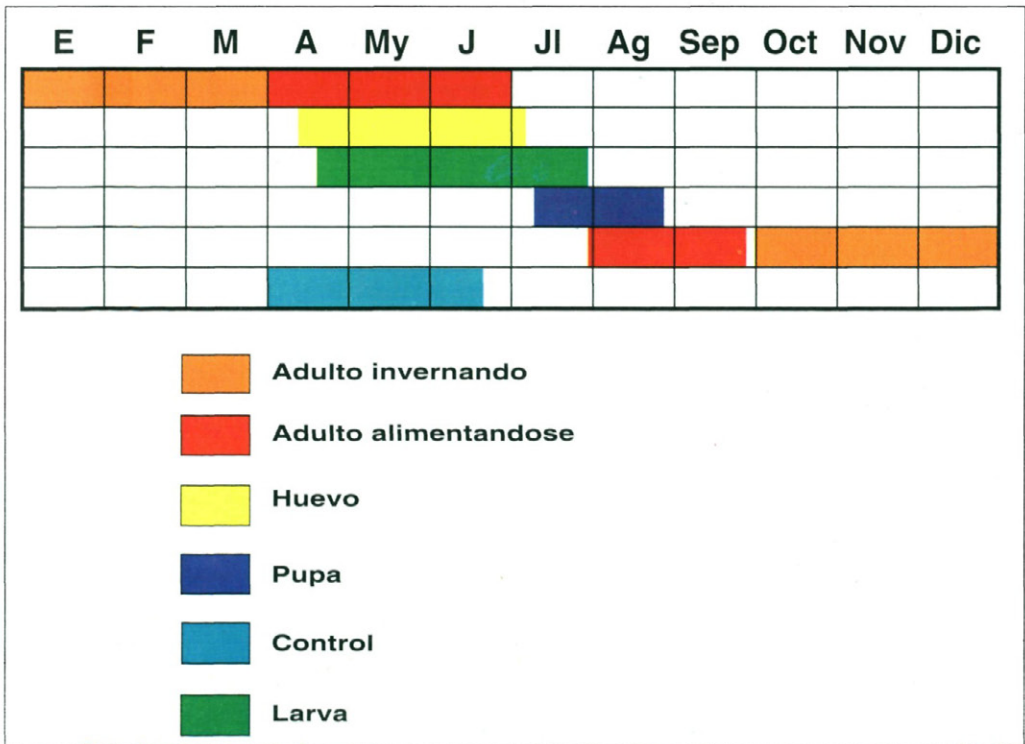 E F M A My J Jl Ag Sep Oct Nov Dic
Adulto invernando
Adulto alimentandose
Huevo
Pupa
Control
Larva